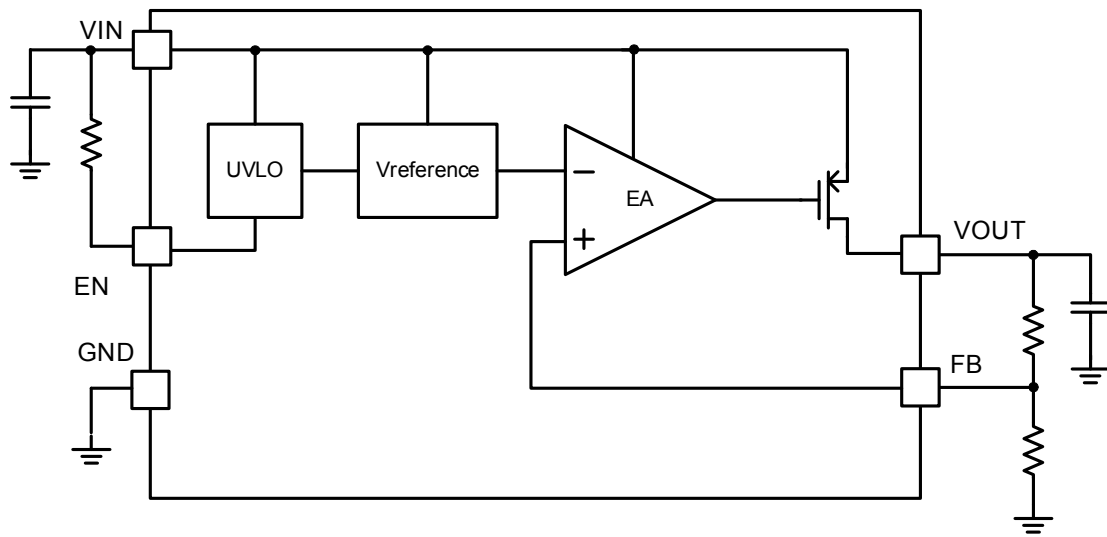 VIN
UVLO
Vreference
−
EA
+
VOUT
EN
GND
FB